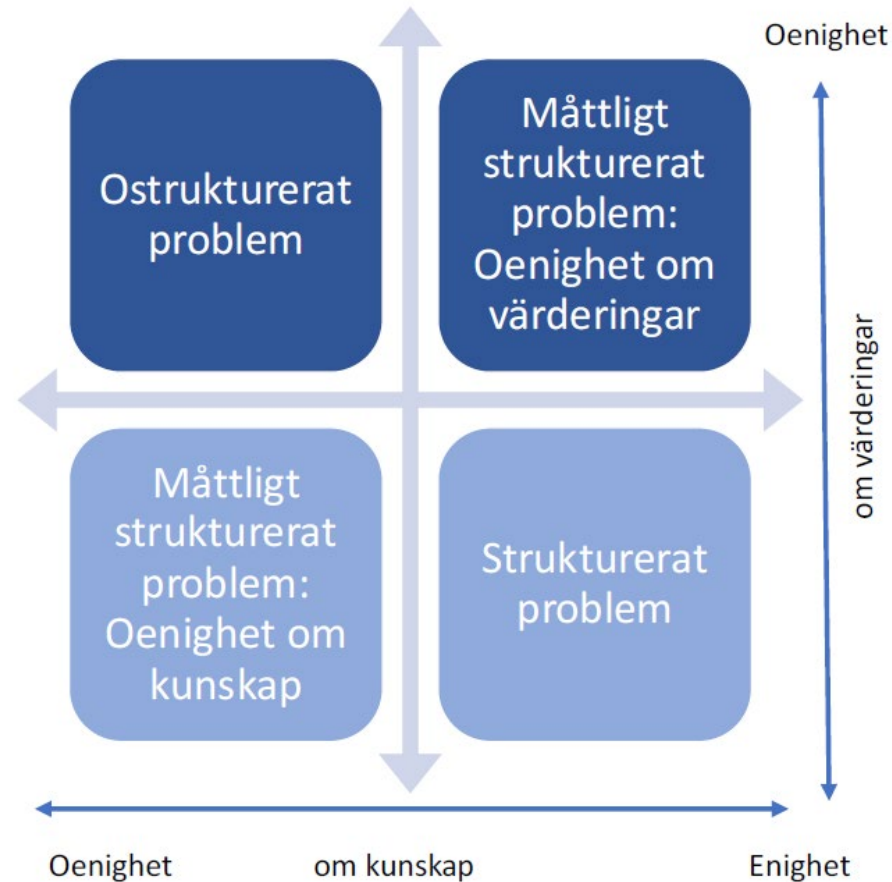 Oenighet
Ostrukturerat
problem
Måttligt
strukturerat
problem:
Oenighet om
värderingar
om värderingar
Måttligt
strukturerat
problem:
Oenighet om
kunskap
Strukturerat
problem
Oenighet om kunskap Enighet